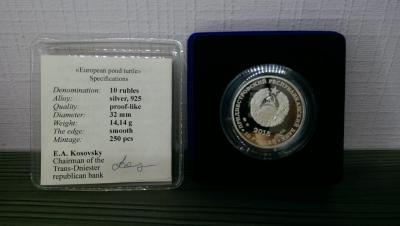 «European pond turtle»
Specifications
Denomination: 10 rubles
Alloy: silver, 925
Quality: proof-like
Diameter: 32 mm
Weight: 14,14 g
The edge: smooth
Mintage: 250 pcs
E.A. Kosovsky
Chairman of the
Trans-Dniester
republican bank
2015